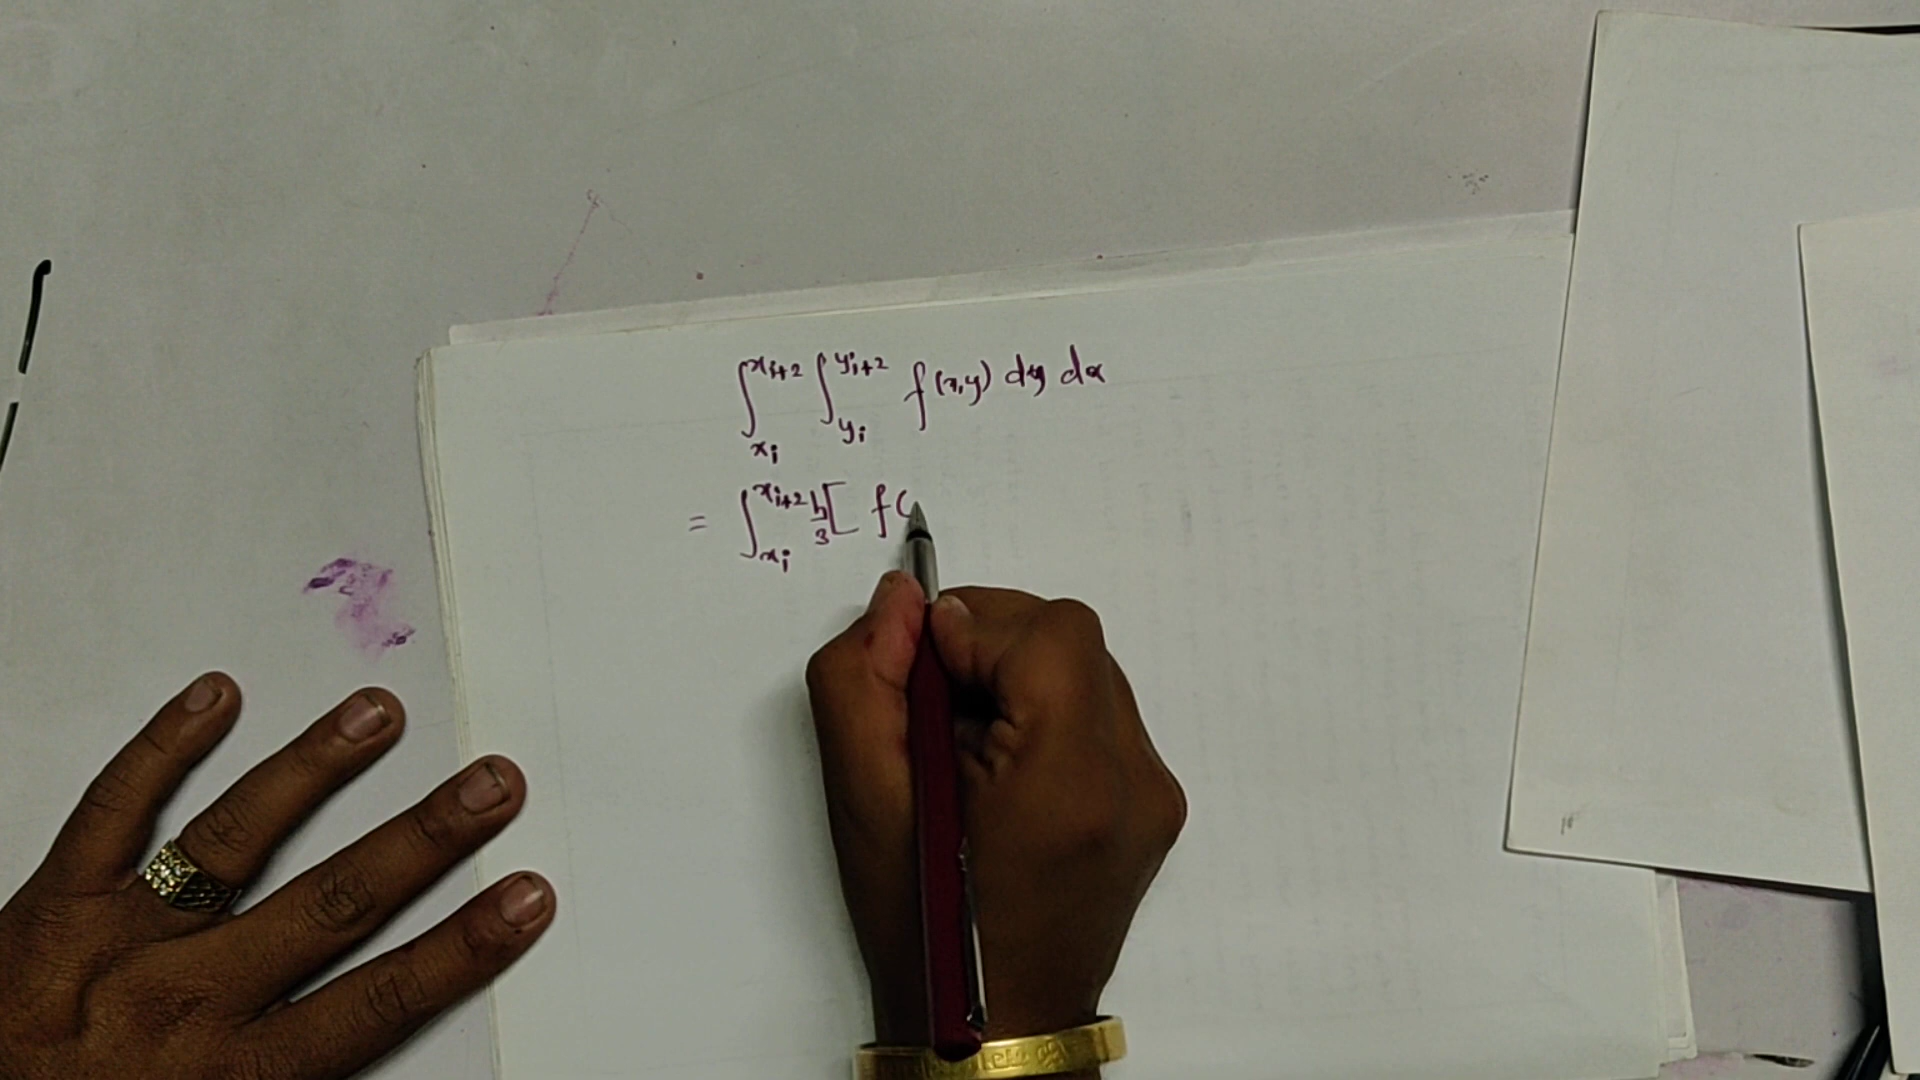 ∫_{x_i}^{x_{i+2}} ∫_{y_i}^{y_{i+2}} f(x,y) dy dx
= ∫_{x_i}^{x_{i+2}} h/3 [ f(